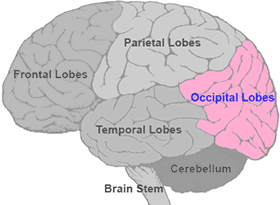 Parietal Lobes
Frontal Lobes
Occipital Lobes
Temporal Lobes
Cerebellum
Brain Stem